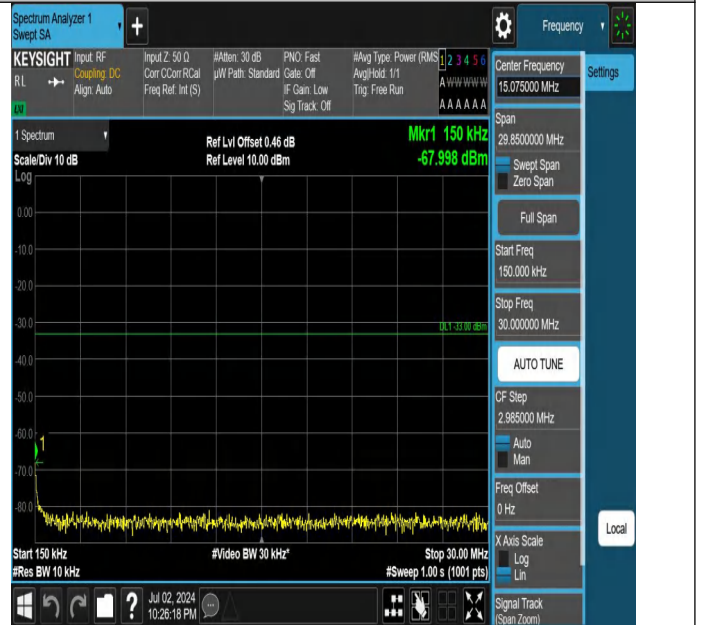 Spectrum Analyzer 1
Swept SA
Frequency
KEYSIGHT
RL
LXI
Input: RF
Coupling: DC
Align: Auto
Input Z: 50 Ω
Corr CCorr RCal
Freq Ref: Int (S)
#Atten: 30 dB
µW Path: Standard
PNO: Fast
Gate: Off
IF Gain: Low
Sig Track: Off
#Avg Type: Power (RMS
Avg|Hold: 1/1
Trig: Free Run
1 2 3 4 5 6
A W W W W W
A A A A A A
1 Spectrum
Scale/Div 10 dB
Log
Ref Lvl Offset 0.46 dB
Ref Level 10.00 dBm
Mkr1 150 kHz
-67.998 dBm
0.00
-10.0
-20.0
-30.0
DL1 -33.00 dBm
-40.0
-50.0
-60.0
1
-70.0
-80.0
Start 150 kHz
#Res BW 10 kHz
#Video BW 30 kHz*
Stop 30.00 MHz
#Sweep 1.00 s (1001 pts)
Jul 02, 2024
10:26:18 PM
?
Center Frequency
15.075000 MHz
Settings
Span
29.8500000 MHz
Swept Span
Zero Span
Full Span
Start Freq
150.000 kHz
Stop Freq
30.000000 MHz
AUTO TUNE
CF Step
2.985000 MHz
Auto
Man
Freq Offset
0 Hz
Local
X Axis Scale
Log
Lin
Signal Track
(Span Zoom)